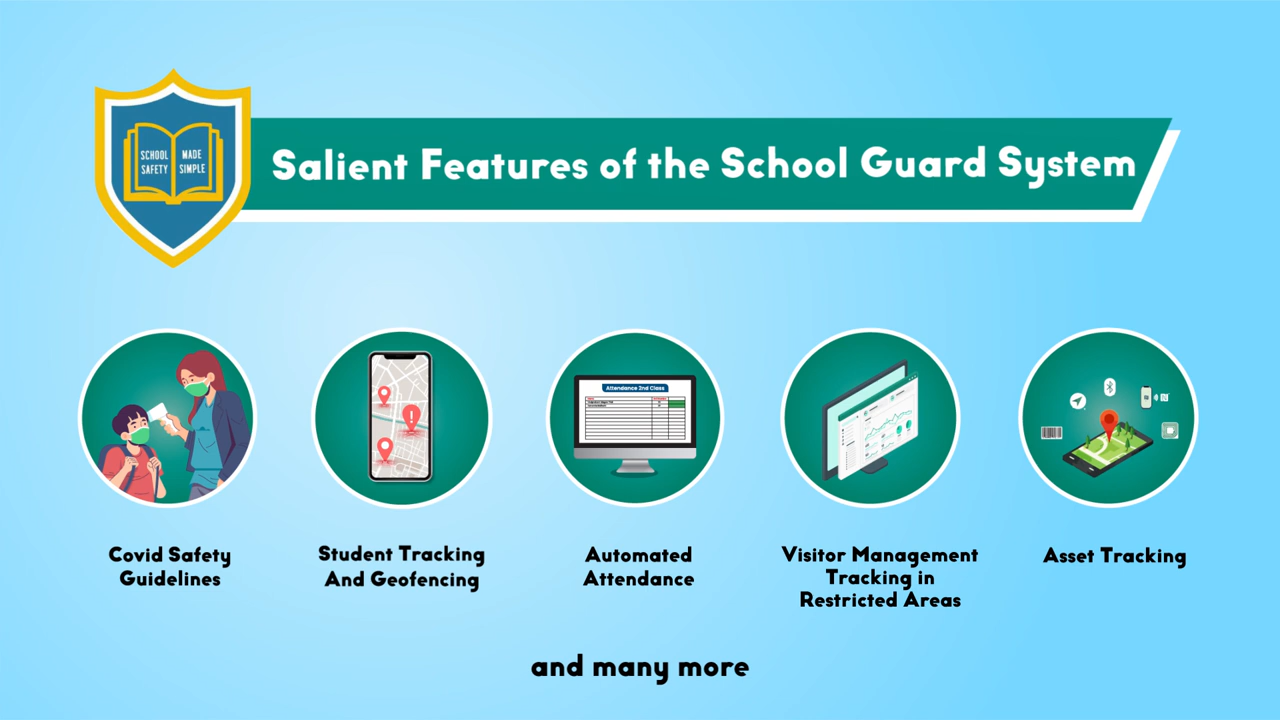 SCHOOL SAFETY
MADE SIMPLE
Salient Features of the School Guard System
Attendance 2nd Class
Covid Safety
Guidelines
Student Tracking
And Geofencing
Automated
Attendance
Visitor Management
Tracking in
Restricted Areas
Asset Tracking
and many more